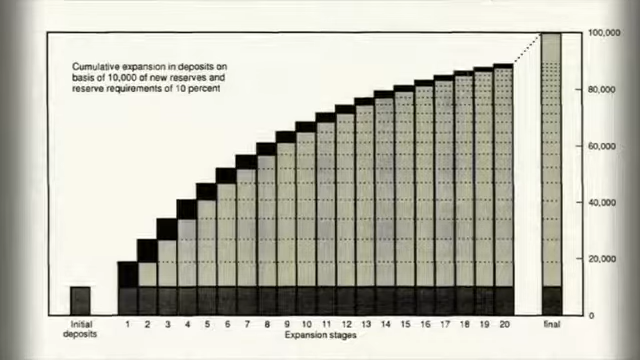 Cumulative expansion in deposits on
basis of 10,000 of new reserves and
reserve requirements of 10 percent
100,000
80,000
60,000
40,000
20,000
0
Initial
deposits
1 2 3 4 5 6 7 8 9 10 11 12 13 14 15 16 17 18 19 20
final
Expansion stages